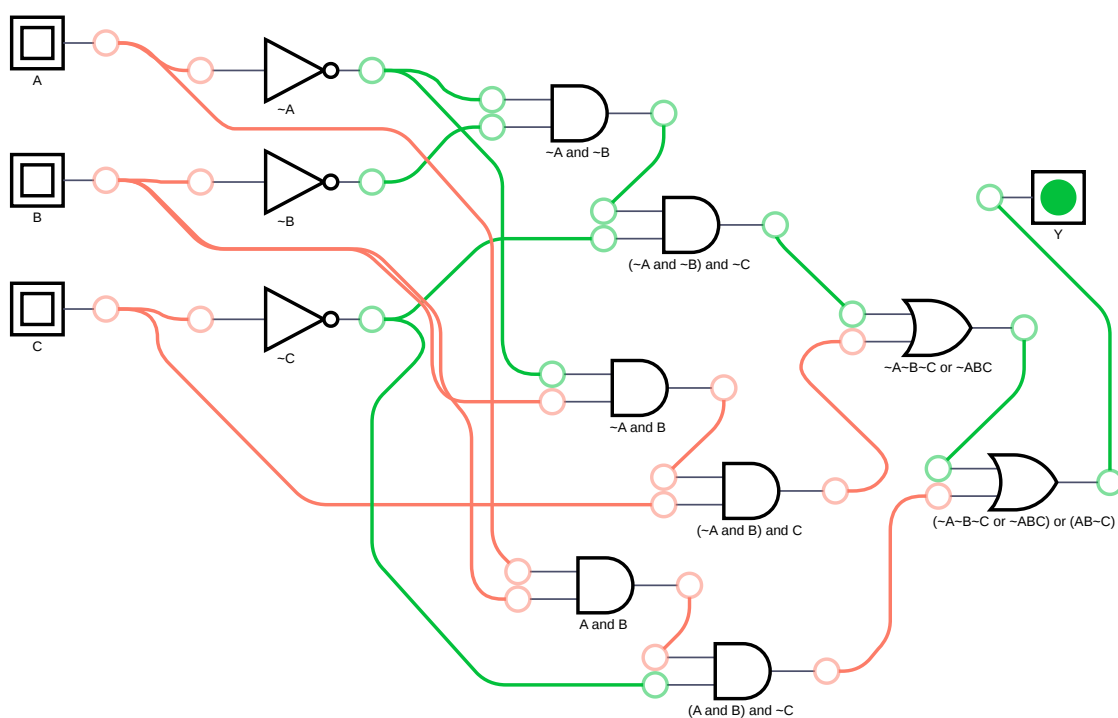 A
~A
~A and ~B
B
~B
Y
(~A and ~B) and ~C
C
~C
~A~B~C or ~ABC
~A and B
(~A and B) and C
(~A~B~C or ~ABC) or (AB~C)
A and B
(A and B) and ~C